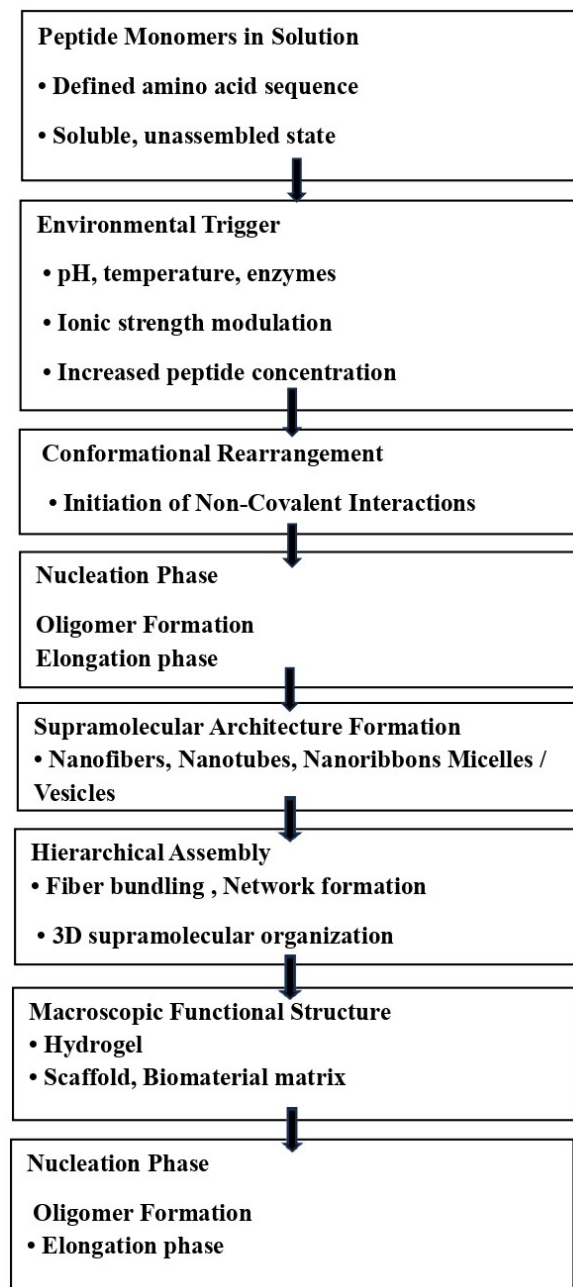 Peptide Monomers in Solution
• Defined amino acid sequence
• Soluble, unassembled state
Environmental Trigger
• pH, temperature, enzymes
• Ionic strength modulation
• Increased peptide concentration
Conformational Rearrangement
• Initiation of Non-Covalent Interactions
Nucleation Phase
Oligomer Formation
Elongation phase
Supramolecular Architecture Formation
• Nanofibers, Nanotubes, Nanoribbons Micelles /
Vesicles
Hierarchical Assembly
• Fiber bundling , Network formation
• 3D supramolecular organization
Macroscopic Functional Structure
• Hydrogel
• Scaffold, Biomaterial matrix
Nucleation Phase
Oligomer Formation
• Elongation phase